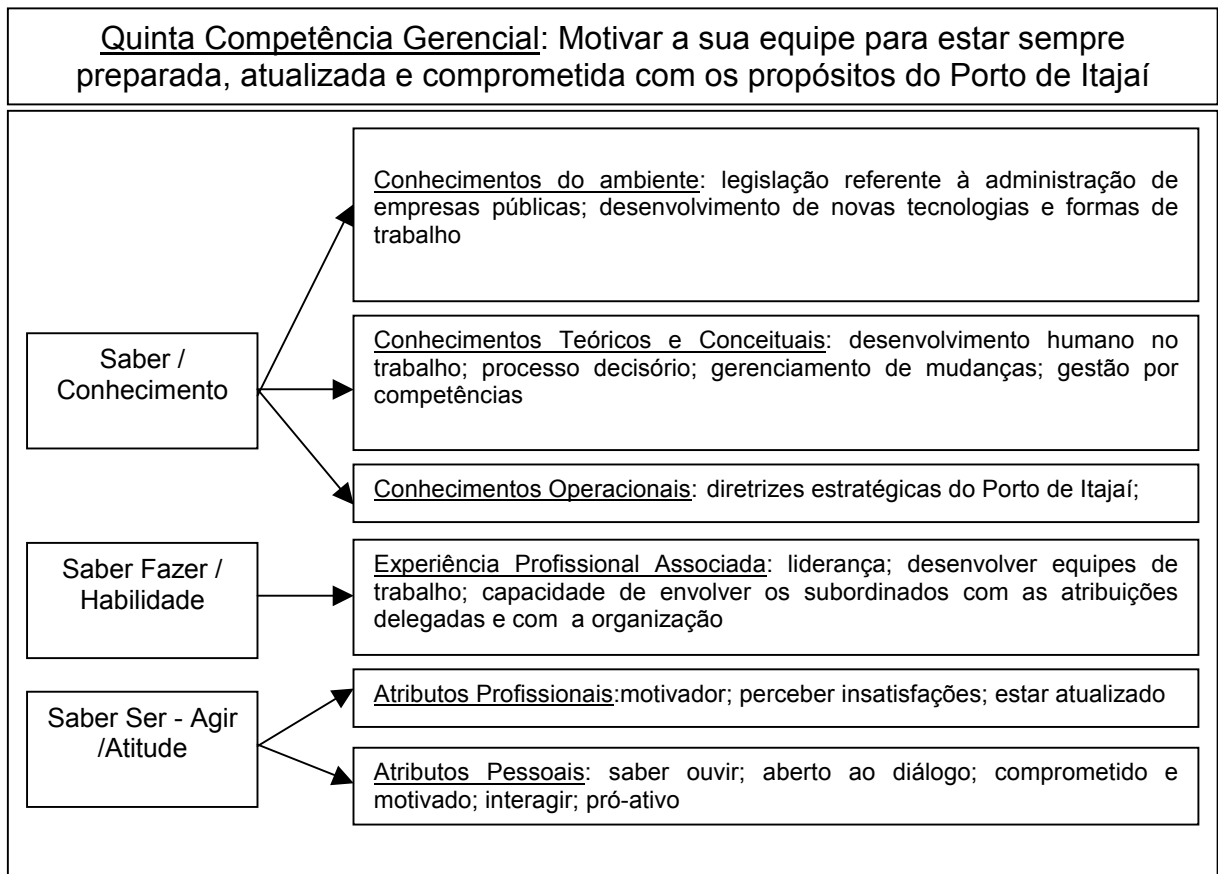 Quinta Competência Gerencial: Motivar a sua equipe para estar sempre
preparada, atualizada e comprometida com os propósitos do Porto de Itajaí
Conhecimentos do ambiente: legislação referente à administração de
empresas públicas; desenvolvimento de novas tecnologias e formas de
trabalho
Saber /
Conhecimento
Conhecimentos Teóricos e Conceituais: desenvolvimento humano no
trabalho; processo decisório; gerenciamento de mudanças; gestão por
competências
Conhecimentos Operacionais: diretrizes estratégicas do Porto de Itajaí;
Saber Fazer /
Habilidade
Experiência Profissional Associada: liderança; desenvolver equipes de
trabalho; capacidade de envolver os subordinados com as atribuições
delegadas e com a organização
Saber Ser - Agir
/Atitude
Atributos Profissionais:motivador; perceber insatisfações; estar atualizado
Atributos Pessoais: saber ouvir; aberto ao diálogo; comprometido e
motivado; interagir; pró-ativo